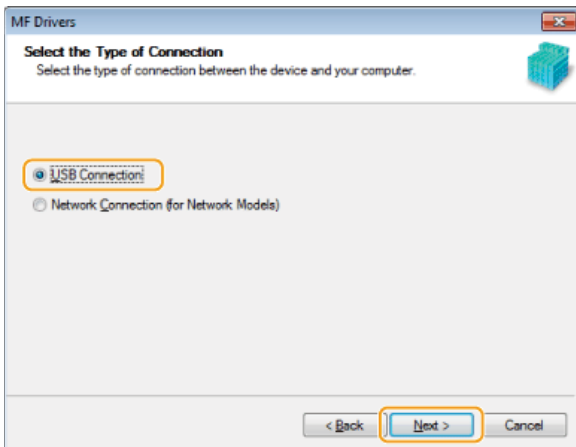 MF Drivers
Select the Type of Connection
Select the type of connection between the device and your computer.
USB Connection
Network Connection (for Network Models)
< Back
Next >
Cancel